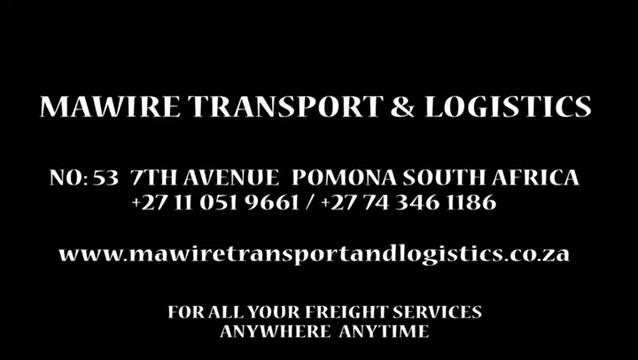 MAWIRE TRANSPORT & LOGISTICS
NO: 53 7TH AVENUE POMONA SOUTH AFRICA
+27 11 051 9661 / +27 74 346 1186
www.mawiretransportandlogistics.co.za
FOR ALL YOUR FREIGHT SERVICES
ANYWHERE ANYTIME